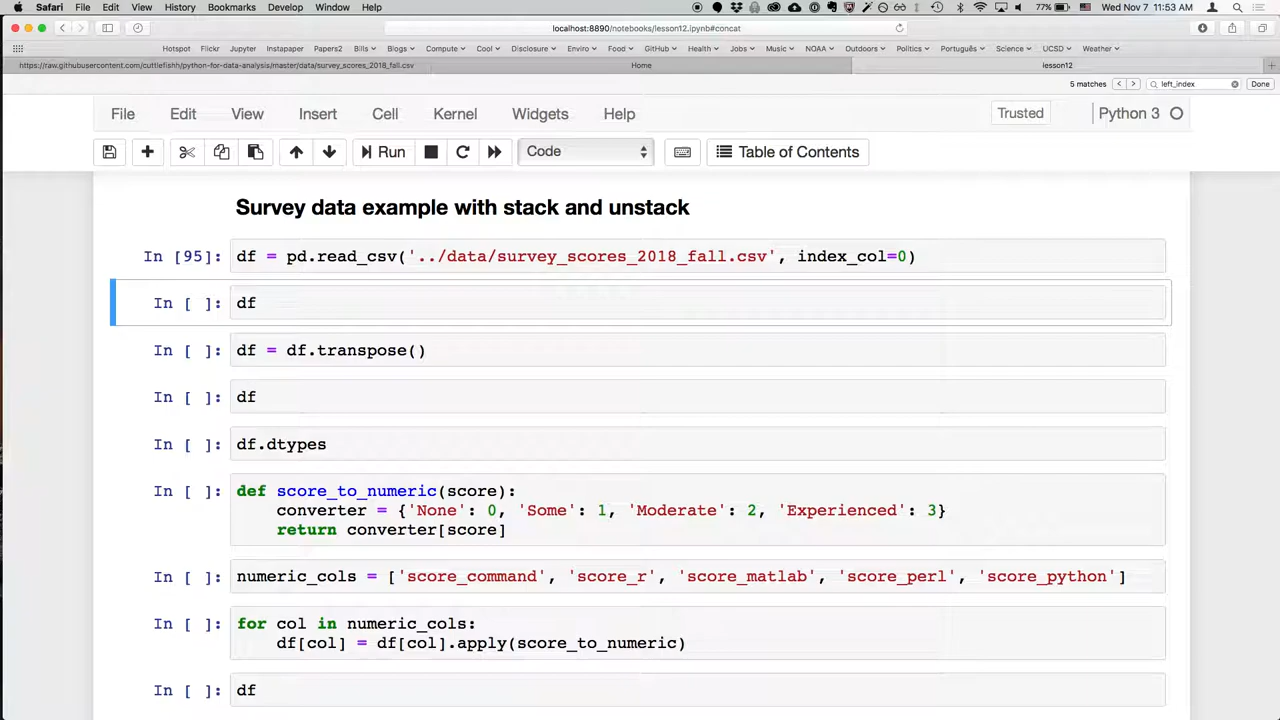 Safari File Edit View History Bookmarks Develop Window Help 77% Wed Nov 7 11:53 AM
localhost:8890/notebooks/lesson12.ipynb#concat
Hotspot Flickr Jupyter Instapaper Papers2 Bills Blogs Compute Cool Disclosure Enviro Food GitHub Health Jobs Music NOAA Outdoors Politics Português Science UCSD Weather
https://raw.githubusercontent.com/cuttlefishh/python-for-data-analysis/master/data/survey_scores_2018_fall.csv Home lesson12
5 matches left_index Done
File Edit View Insert Cell Kernel Widgets Help Trusted Python 3
Run Code Table of Contents
Survey data example with stack and unstack
In [95]: df = pd.read_csv('../data/survey_scores_2018_fall.csv', index_col=0)
In [ ]: df
In [ ]: df = df.transpose()
In [ ]: df
In [ ]: df.dtypes
In [ ]: def score_to_numeric(score):
converter = {'None': 0, 'Some': 1, 'Moderate': 2, 'Experienced': 3}
return converter[score]
In [ ]: numeric_cols = ['score_command', 'score_r', 'score_matlab', 'score_perl', 'score_python']
In [ ]: for col in numeric_cols:
df[col] = df[col].apply(score_to_numeric)
In [ ]: df